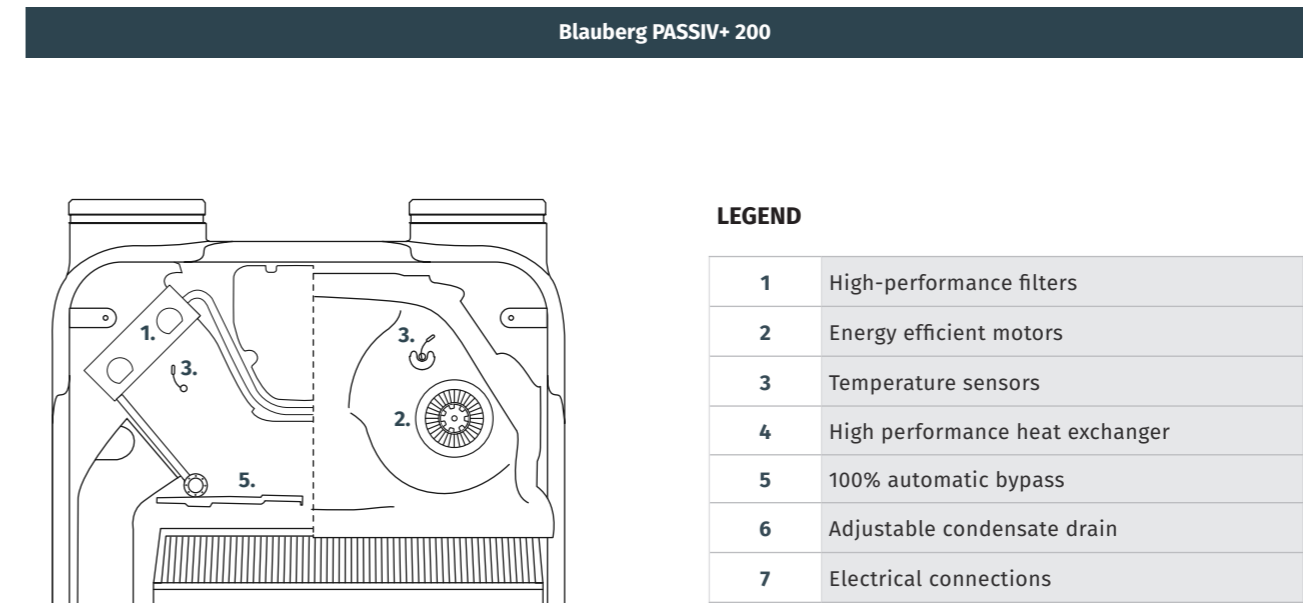 Blauberg PASSIV+ 200
LEGEND
1 High-performance filters
2 Energy efficient motors
3 Temperature sensors
4 High performance heat exchanger
5 100% automatic bypass
6 Adjustable condensate drain
7 Electrical connections
1.
3.
3.
2.
5.